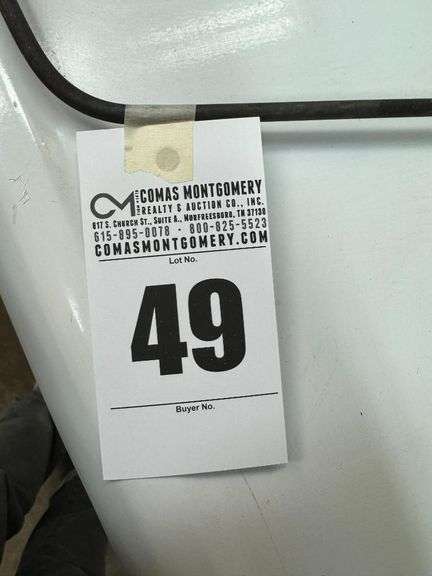 COMAS MONTGOMERY
REALTY & AUCTION CO., INC.
617 S. CHURCH ST., SUITE A., MURFREESBORO, TN 37130
615-895-0078 • 800-825-5523
COMASMONTGOMERY.COM
Lot No.
49
Buyer No.